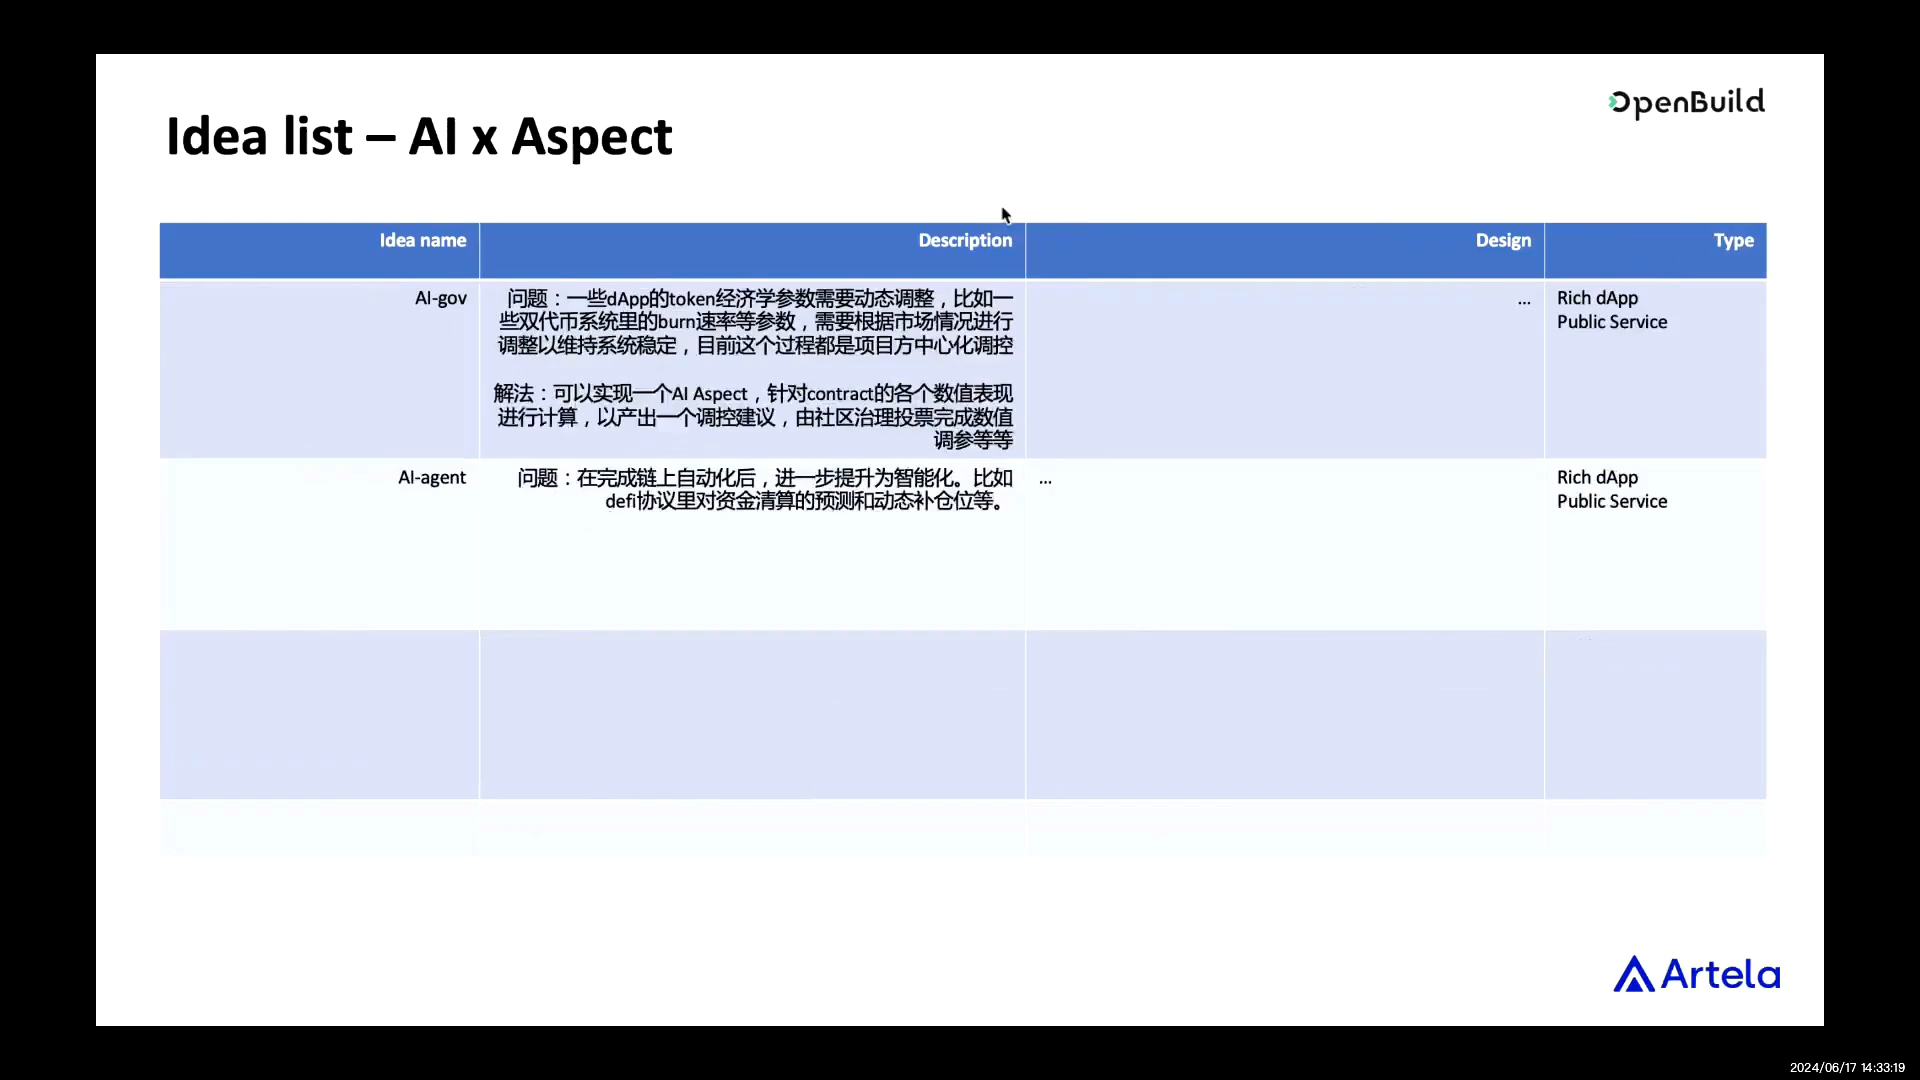 OpenBuild
Idea list – AI x Aspect
Idea name
Description
Design
Type
AI-gov
问题：一些dApp的token经济学参数需要动态调整，比如一
些双代币系统里的burn速率等参数，需要根据市场情况进行
调整以维持系统稳定，目前这个过程都是项目方中心化调控
解法：可以实现一个AI Aspect，针对contract的各个数值表现
进行计算，以产出一个调控建议，由社区治理投票完成数值
调参等等
...
Rich dApp
Public Service
AI-agent
问题：在完成链上自动化后，进一步提升为智能化。比如
defi协议里对资金清算的预测和动态补仓位等。
...
Rich dApp
Public Service
Artela
2024/06/17 14:33:19